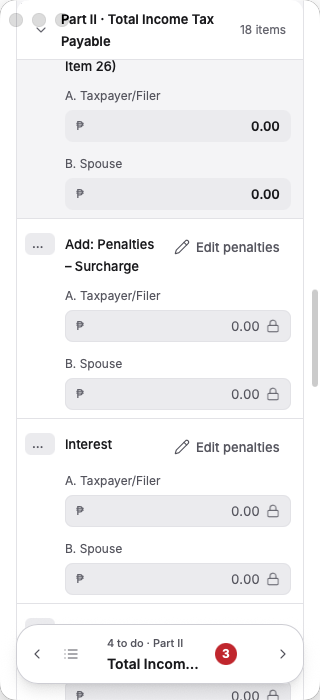 Part II · Total Income Tax
Payable
18 items
Item 26)
A. Taxpayer/Filer
₱ 0.00
B. Spouse
₱ 0.00
... Add: Penalties
– Surcharge
Edit penalties
A. Taxpayer/Filer
₱ 0.00
B. Spouse
₱ 0.00
... Interest
Edit penalties
A. Taxpayer/Filer
₱ 0.00
B. Spouse
₱ 0.00
4 to do · Part II
Total Incom...
3
₱ 0.00